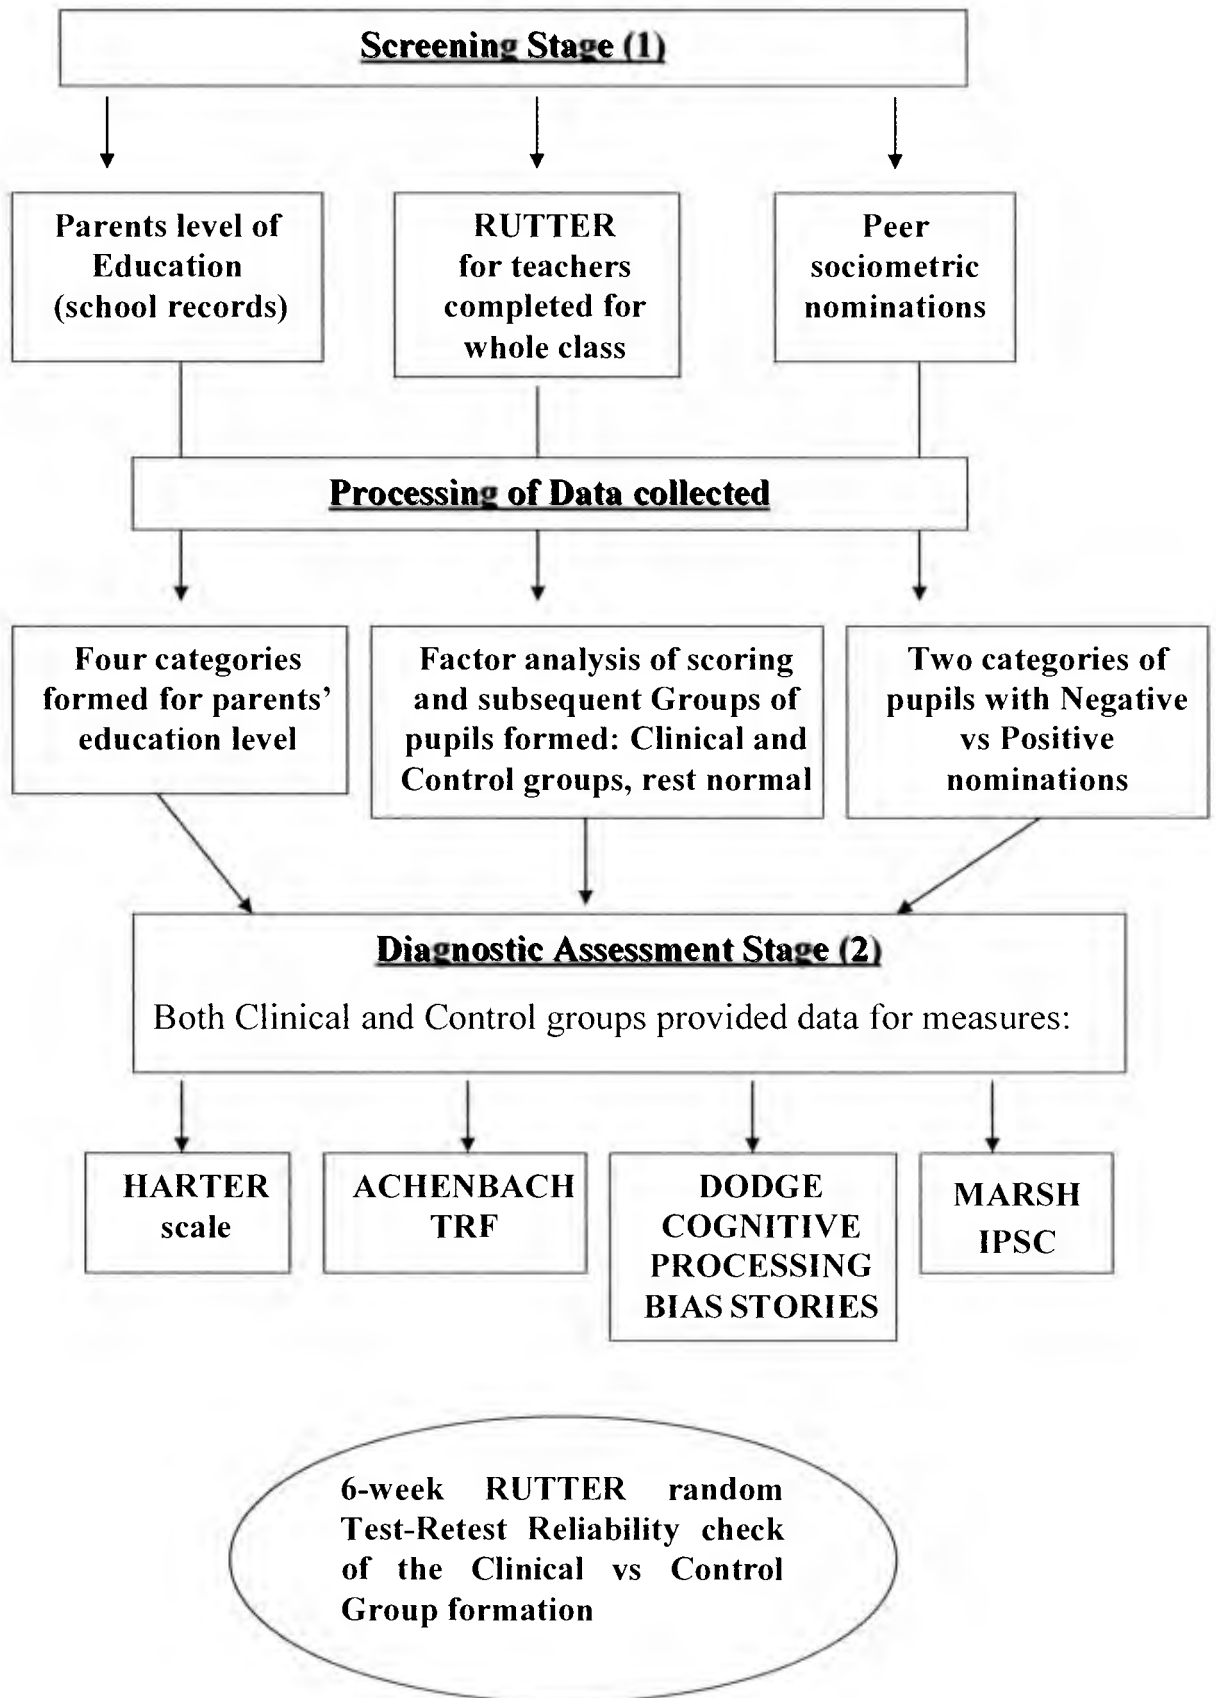 Screening Stage (1)
Parents level of
Education
(school records)
RUTTER
for teachers
completed for
whole class
Peer
sociometric
nominations
Processing of Data collected
Four categories
formed for parents’
education level
Factor analysis of scoring
and subsequent Groups of
pupils formed: Clinical and
Control groups, rest normal
Two categories of
pupils with Negative
vs Positive
nominations
Diagnostic Assessment Stage (2)
Both Clinical and Control groups provided data for measures:
HARTER
scale
ACHENBACH
TRF
DODGE
COGNITIVE
PROCESSING
BIAS STORIES
MARSH
IPSC
6-week RUTTER random
Test-Retest Reliability check
of the Clinical vs Control
Group formation